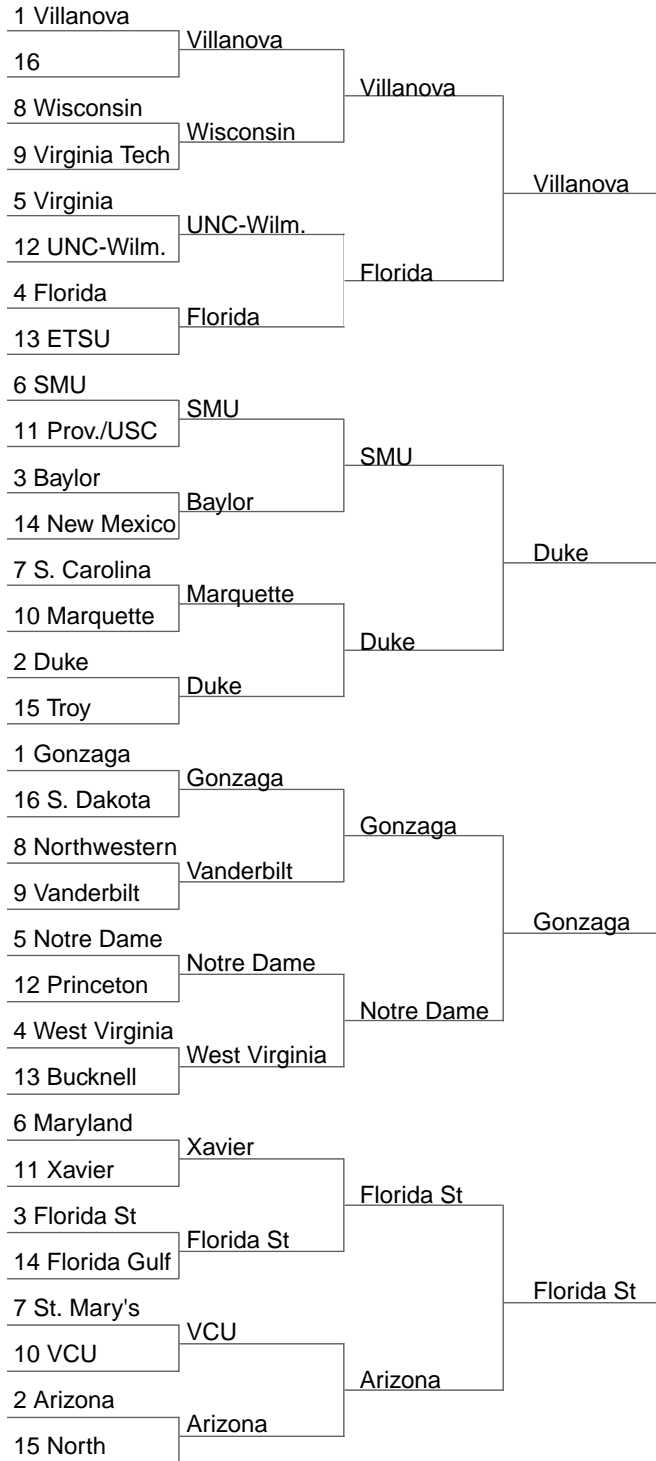 1 Villanova
16
8 Wisconsin
9 Virginia Tech
5 Virginia
12 UNC-Wilm.
4 Florida
13 ETSU
6 SMU
11 Prov./USC
3 Baylor
14 New Mexico
7 S. Carolina
10 Marquette
2 Duke
15 Troy
1 Gonzaga
16 S. Dakota
8 Northwestern
9 Vanderbilt
5 Notre Dame
12 Princeton
4 West Virginia
13 Bucknell
6 Maryland
11 Xavier
3 Florida St
14 Florida Gulf
7 St. Mary's
10 VCU
2 Arizona
15 North
Villanova
Wisconsin
UNC-Wilm.
Florida
SMU
Baylor
Marquette
Duke
Gonzaga
Vanderbilt
Notre Dame
West Virginia
Xavier
Florida St
VCU
Arizona
Villanova
Florida
SMU
Duke
Gonzaga
Notre Dame
Florida St
Arizona
Villanova
Duke
Gonzaga
Florida St